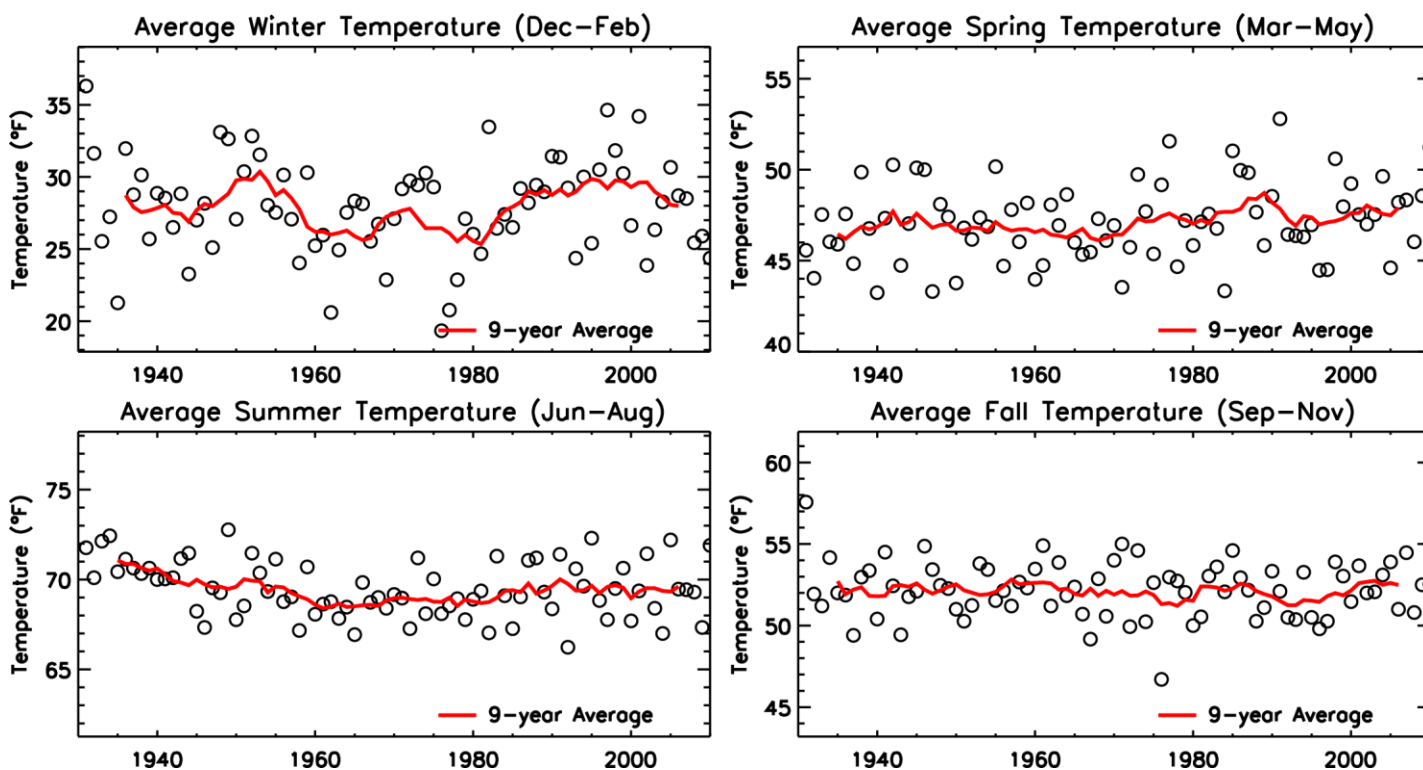 Average Winter Temperature (Dec–Feb)
Temperature (°F)
35
30
25
20
9-year Average
1940
1960
1980
2000
Average Spring Temperature (Mar–May)
Temperature (°F)
55
50
45
40
9-year Average
1940
1960
1980
2000
Average Summer Temperature (Jun–Aug)
Temperature (°F)
75
70
65
9-year Average
1940
1960
1980
2000
Average Fall Temperature (Sep–Nov)
Temperature (°F)
60
55
50
45
9-year Average
1940
1960
1980
2000